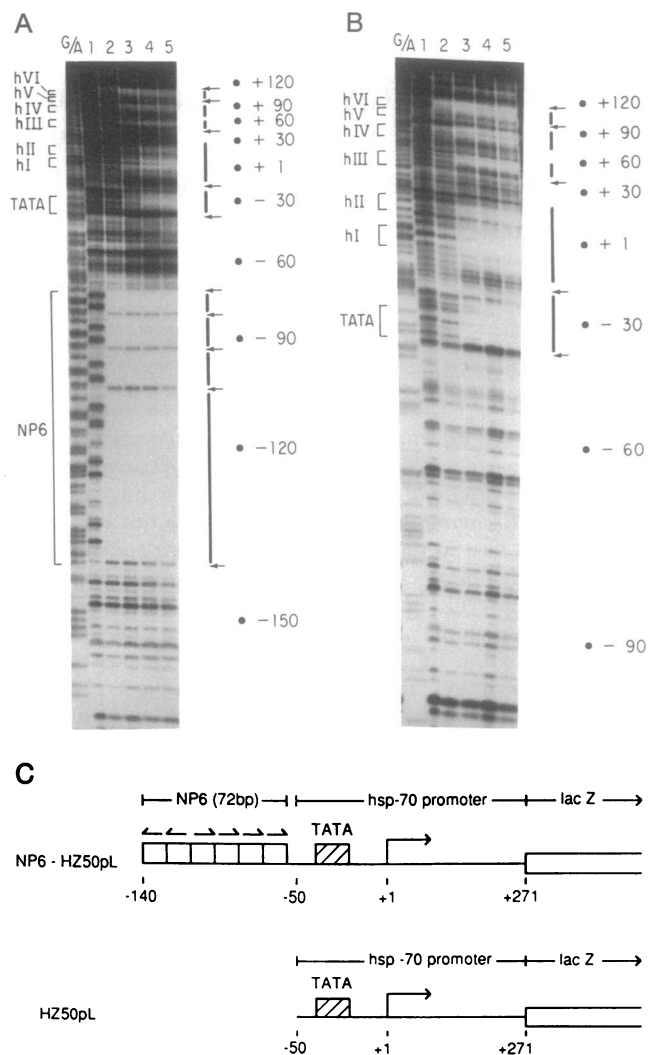 A
G/A 1 2 3 4 5
hVI
hV
hIV
hIII
hII
hI
TATA
NP6
+ 120
+ 90
+ 60
+ 30
+ 1
− 30
− 60
− 90
−120
−150
B
G/A 1 2 3 4 5
hVI
hV
hIV
hIII
hII
hI
TATA
+ 120
+ 90
+ 60
+ 30
+ 1
− 30
− 60
− 90
C
NP6 (72bp) hsp-70 promoter lac Z
TATA
NP6 - HZ50pL
-140 -50 +1 +271
hsp -70 promoter lac Z
TATA
HZ50pL
-50 +1 +271